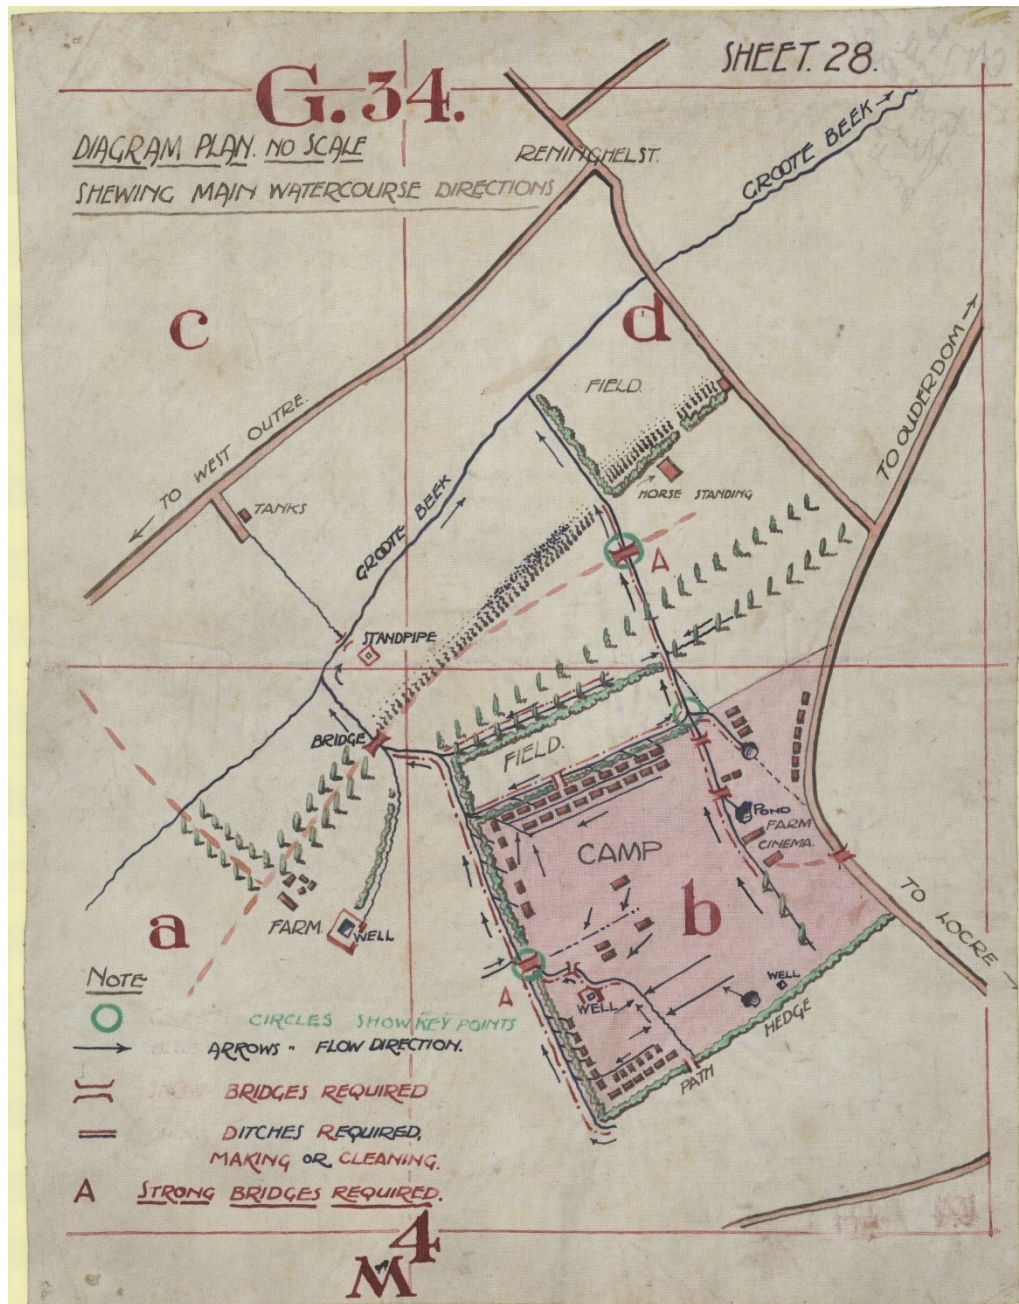 SHEET. 28.
G. 34.
DIAGRAM PLAN. NO SCALE
SHEWING MAIN WATERCOURSE DIRECTIONS
RENINGHELST.
GROOTE BEEK
c
d
FIELD.
TO OUDERDOM
TO WEST OUTRE.
TANKS
HORSE STANDING
GROOTE BEEK
A
STANDPIPE
BRIDGE
FIELD.
POND
FARM
CINEMA.
CAMP
TO LOCRE
a
b
FARM.
WELL
A
WELL
WELL
HEDGE
PATH
NOTE
CIRCLES SHOW KEY POINTS
ARROWS " FLOW DIRECTION.
BRIDGES REQUIRED
DITCHES REQUIRED,
MAKING OR CLEANING.
A STRONG BRIDGES REQUIRED.
4
M